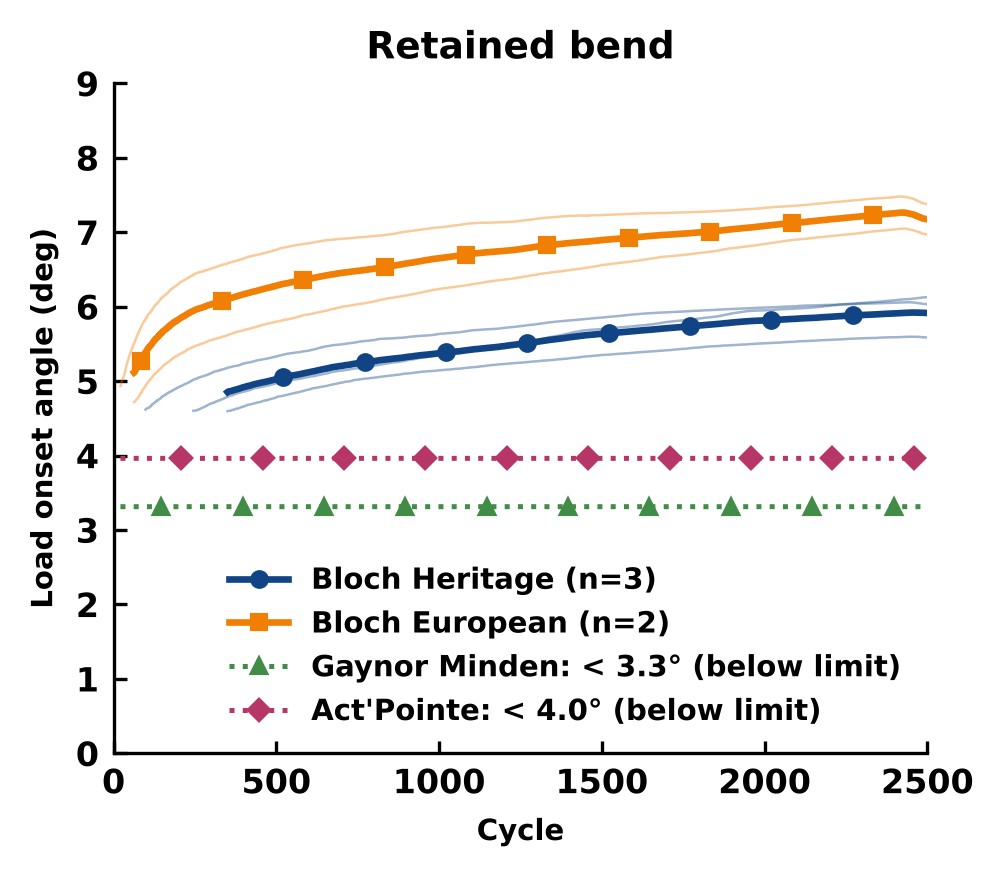 Retained bend
Load onset angle (deg)
9
8
7
6
5
4
3
2
1
0
Bloch Heritage (n=3)
Bloch European (n=2)
Gaynor Minden: < 3.3° (below limit)
Act'Pointe: < 4.0° (below limit)
0 500 1000 1500 2000 2500
Cycle